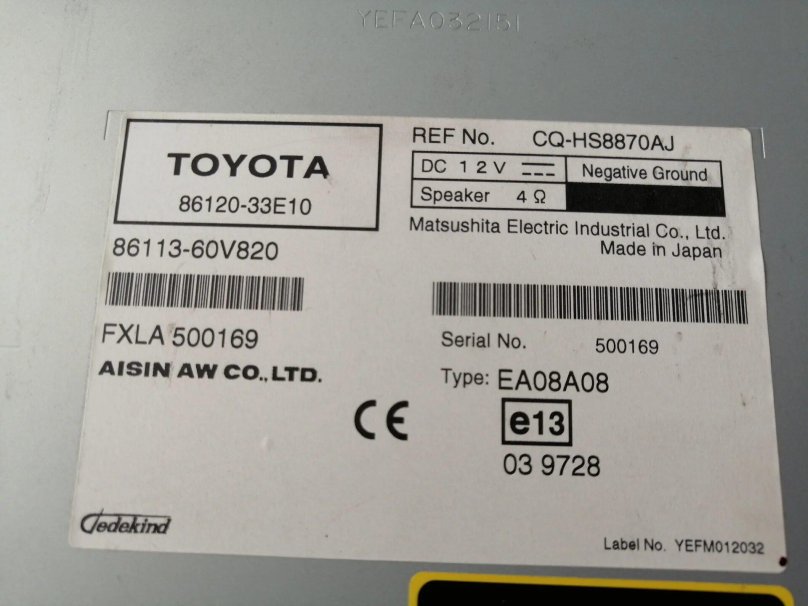 YEFA032151
TOYOTA
86120-33E10
86113-60V820
FXLA 500169
AISIN AW CO., LTD.
REF No. CQ-HS8870AJ
DC 12V Negative Ground
Speaker 4 Ω
Matsushita Electric Industrial Co., Ltd.
Made in Japan
Serial No. 500169
Type: EA08A08
CE
e13
03 9728
Jedekind
Label No. YEFM012032